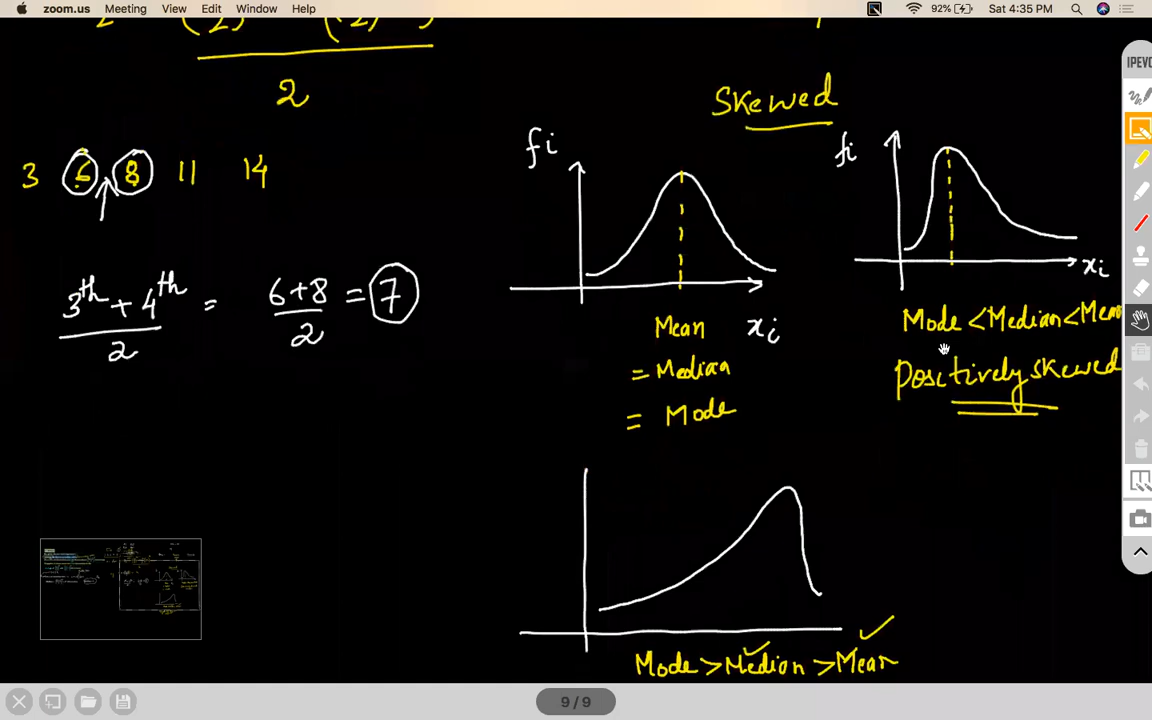 zoom.us Meeting View Edit Window Help 92% Sat 4:35 PM
IPEVO
2
Skewed
fi
fi
3 6 8 11 14
xi
3th + 4th / 2 = 6+8 / 2 = 7
Mode < Median < Mean
Mean xi
= Median
Positively skewed
= Mode
Mode > Median > Mean
9 / 9